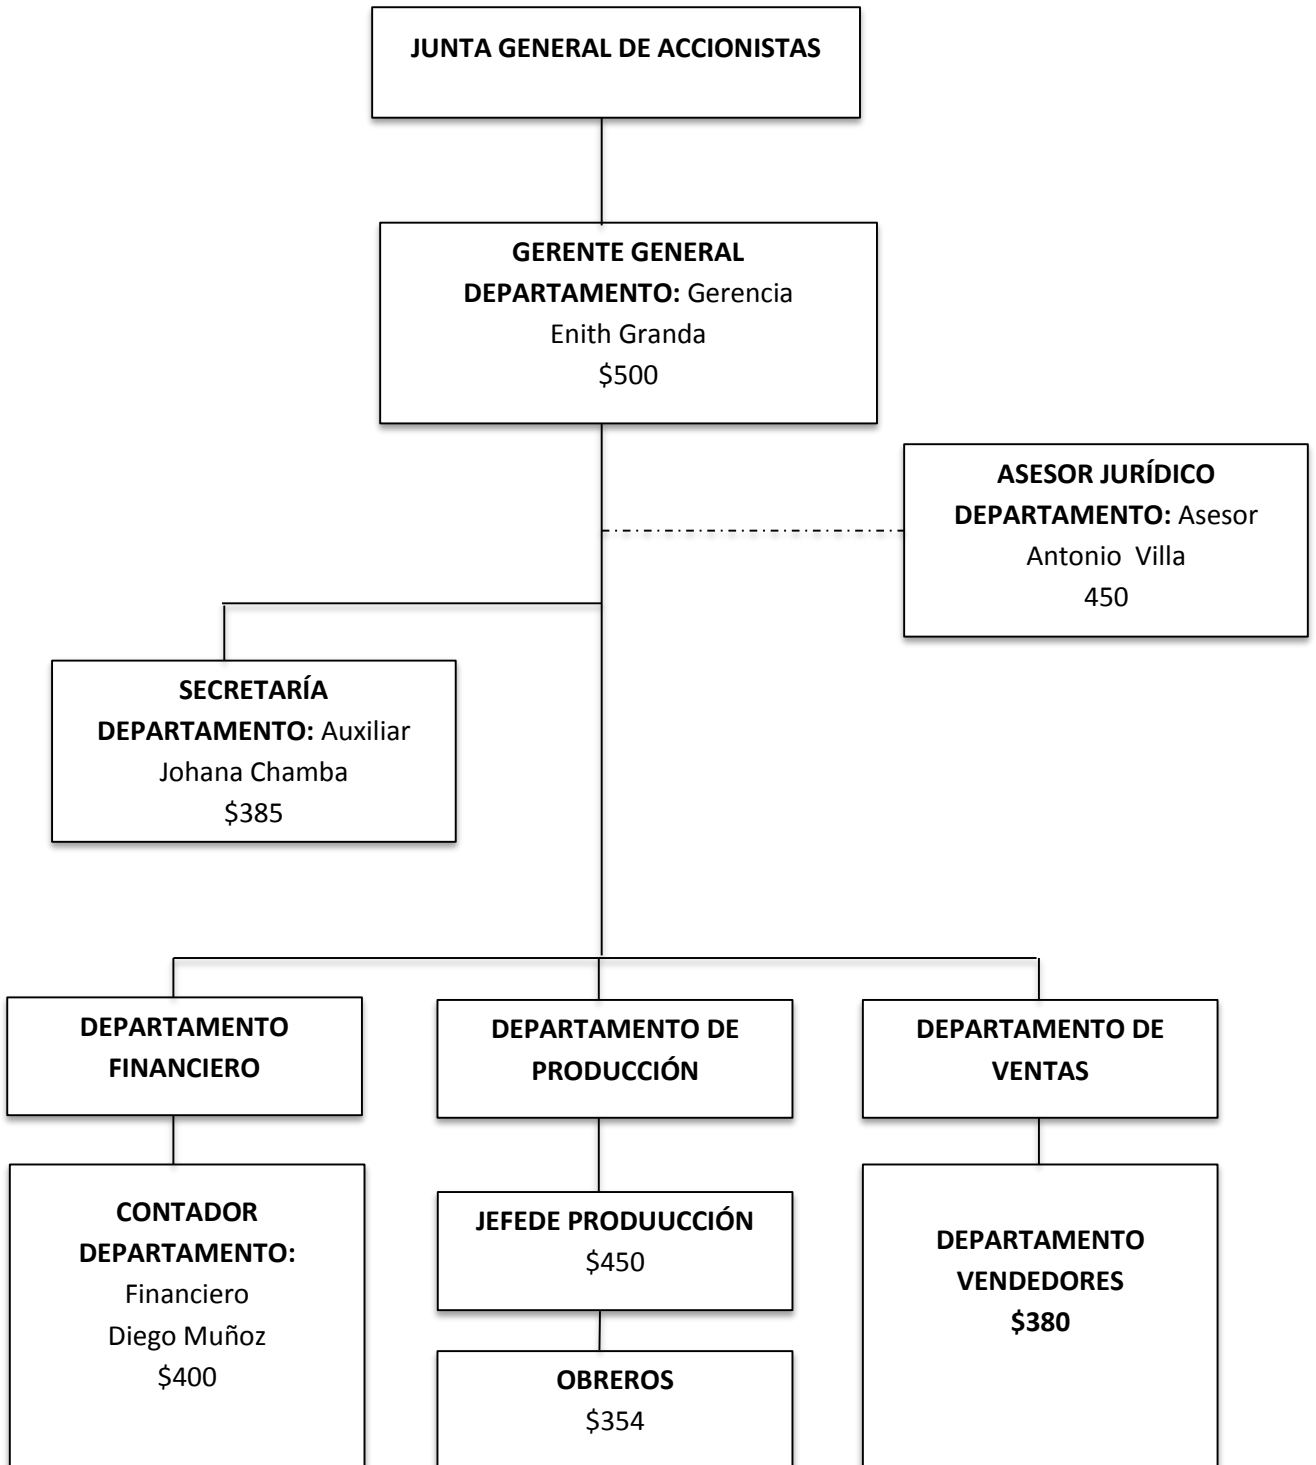 JUNTA GENERAL DE ACCIONISTAS
GERENTE GENERAL
DEPARTAMENTO: Gerencia
Enith Granda
$500
ASESOR JURÍDICO
DEPARTAMENTO: Asesor
Antonio Villa
450
SECRETARÍA
DEPARTAMENTO: Auxiliar
Johana Chamba
$385
DEPARTAMENTO
FINANCIERO
DEPARTAMENTO DE
PRODUCCIÓN
DEPARTAMENTO DE
VENTAS
CONTADOR
DEPARTAMENTO:
Financiero
Diego Muñoz
$400
JEFEDE PRODUUCCIÓN
$450
OBREROS
$354
DEPARTAMENTO
VENDEDORES
$380